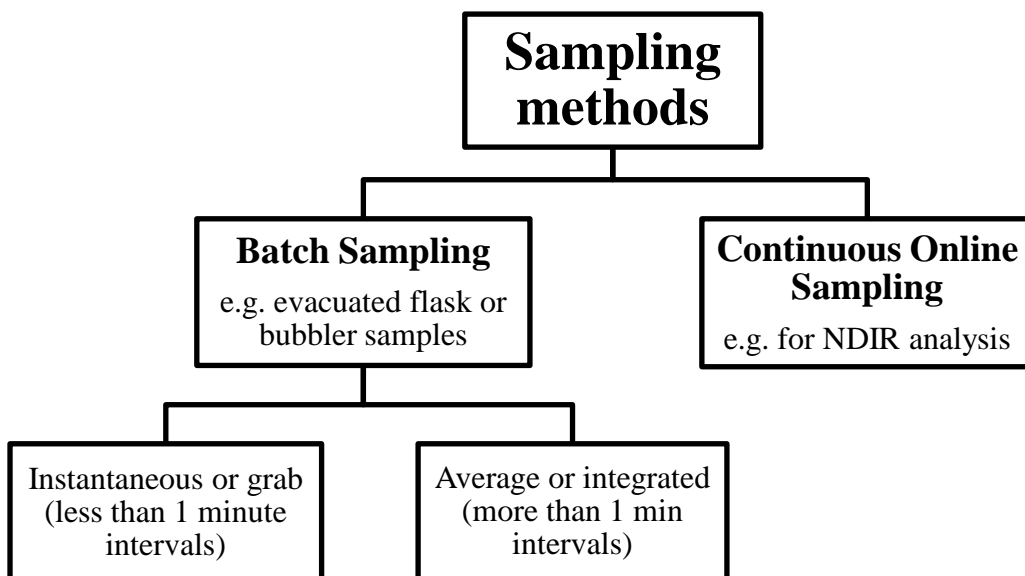 Sampling
methods
Batch Sampling
e.g. evacuated flask or
bubbler samples
Continuous Online
Sampling
e.g. for NDIR analysis
Instantaneous or grab
(less than 1 minute
intervals)
Average or integrated
(more than 1 min
intervals)